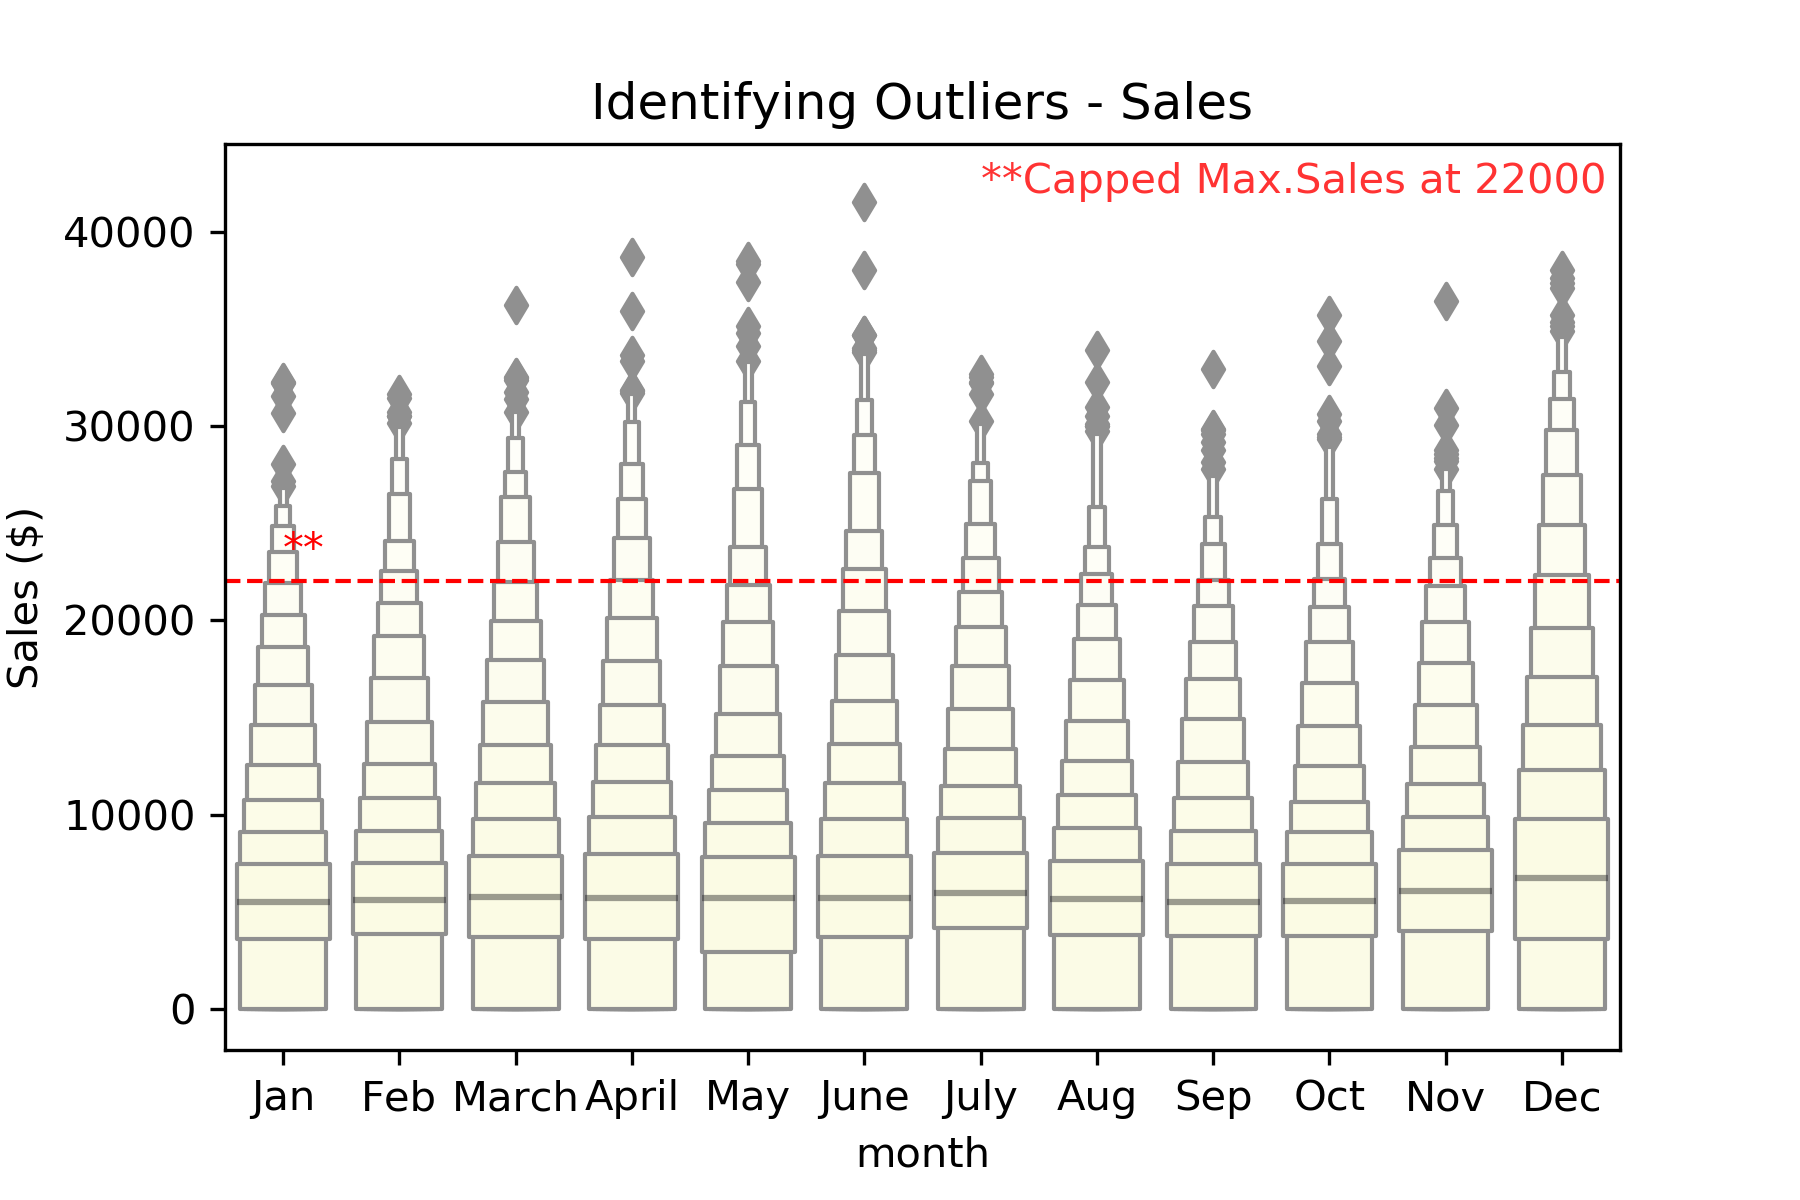 Identifying Outliers - Sales
**Capped Max.Sales at 22000
40000
30000
20000
10000
0
Sales ($)
**
Jan Feb March April May June July Aug Sep Oct Nov Dec
month